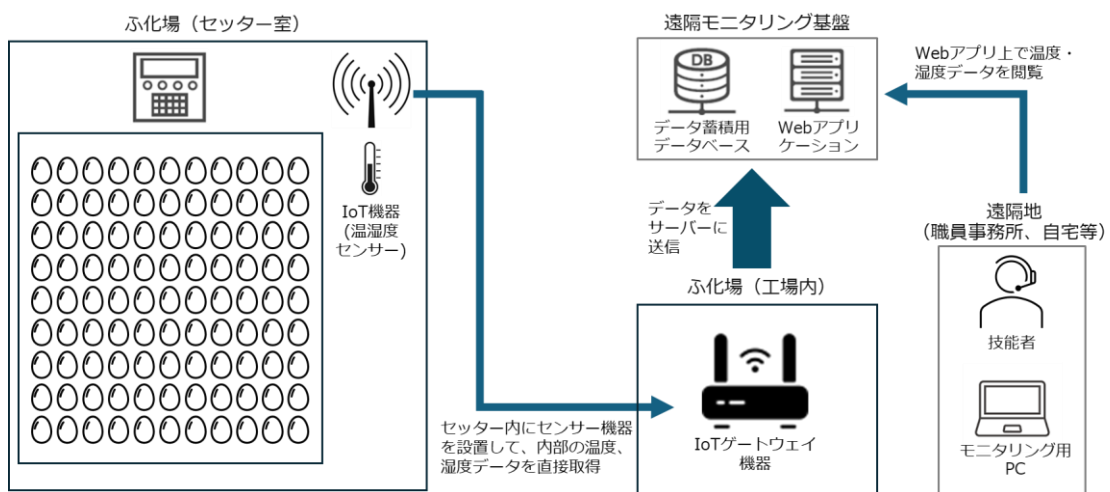 ふ化場（セッター室）
IoT機器
(温湿度
センサー)
セッター内にセンサー機器
を設置して、内部の温度、
湿度データを直接取得
遠隔モニタリング基盤
DB
データ蓄積用
データベース
Webアプリ
ケーション
データを
サーバーに
送信
ふ化場（工場内）
IoTゲートウェイ
機器
Webアプリ上で温度・
湿度データを閲覧
遠隔地
（職員事務所、自宅等）
技能者
モニタリング用
PC